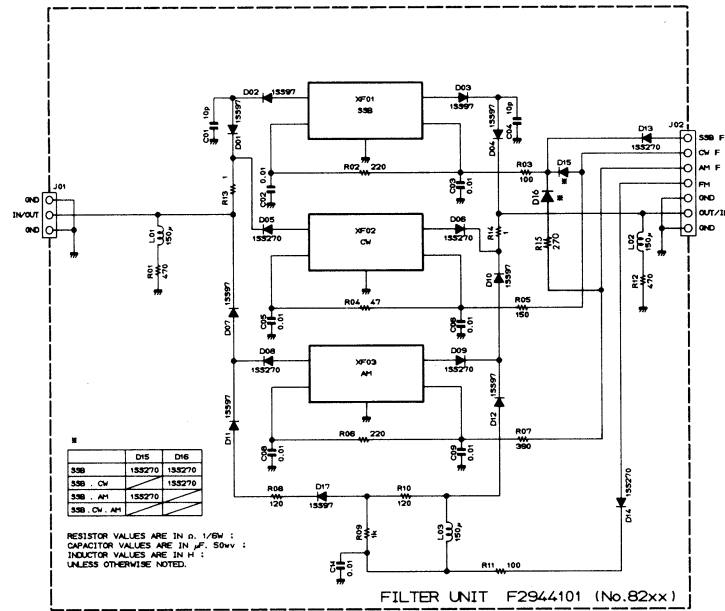 D02
1SS97
D03
1SS97
10p
C01
1SS97
D01
XF01
SSB
1SS97
D04
10p
C04
D13
1SS270
J02
SSB F
CW F
AM F
FM
GND
OUT/IN
GND
R02 220
R03
100
D15
※
0.01
C02
C03
0.01
D16
※
J01
GND
IN/OUT
GND
1
R13
D05
1SS270
XF02
CW
D06
1SS270
R14
1
R15
270
L01
150μ
R01
470
L02
150μ
R12
470
D10
1SS97
R04 47
R05
150
1SS97
D07
C05
0.01
0.01
D08
1SS270
XF03
AM
D09
1SS270
1SS97
D11
1SS97
D12
R06 220
R07
390
0.01
C09
0.01
※
D15 D16
SSB 1SS270 1SS270
SSB . CW 1SS270
SSB . AM 1SS270
SSB . CW . AM
R08
120
D17
1SS97
R10
120
R09
1k
L03
150μ
1SS270
D14
C14
0.01
R11 100
RESISTOR VALUES ARE IN Ω, 1/6W ;
CAPACITOR VALUES ARE IN μF, 50wv ;
INDUCTOR VALUES ARE IN H ;
UNLESS OTHERWISE NOTED.
FILTER UNIT F2944101 (No.82xx)